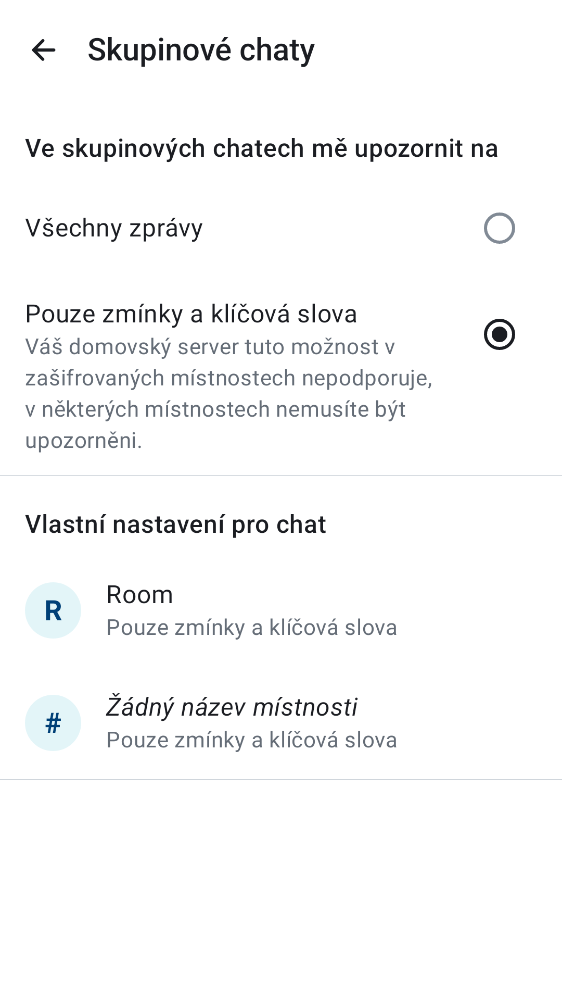 Skupinové chaty
Ve skupinových chatech mě upozornit na
Všechny zprávy
Pouze zmínky a klíčová slova
Váš domovský server tuto možnost v
zašifrovaných místnostech nepodporuje,
v některých místnostech nemusíte být
upozorněni.
Vlastní nastavení pro chat
R
Room
Pouze zmínky a klíčová slova
#
Žádný název místnosti
Pouze zmínky a klíčová slova